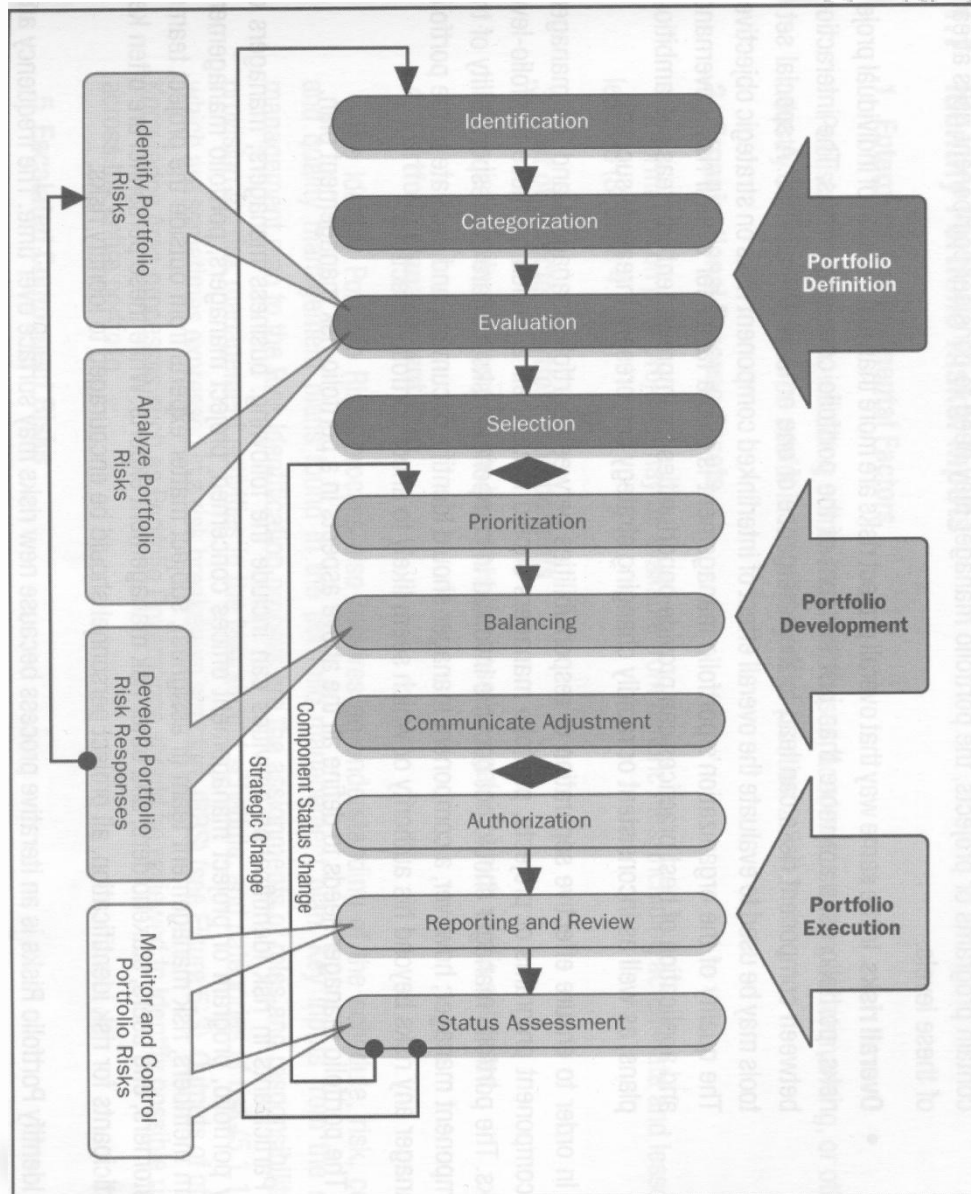 Portfolio
Definition
Portfolio
Development
Portfolio
Execution
Identification
Categorization
Evaluation
Selection
Prioritization
Balancing
Communicate Adjustment
Authorization
Reporting and Review
Status Assessment
Component Status Change
Strategic Change
Identify Portfolio
Risks
Analyze Portfolio
Risks
Develop Portfolio
Risk Responses
Monitor and Control
Portfolio Risks